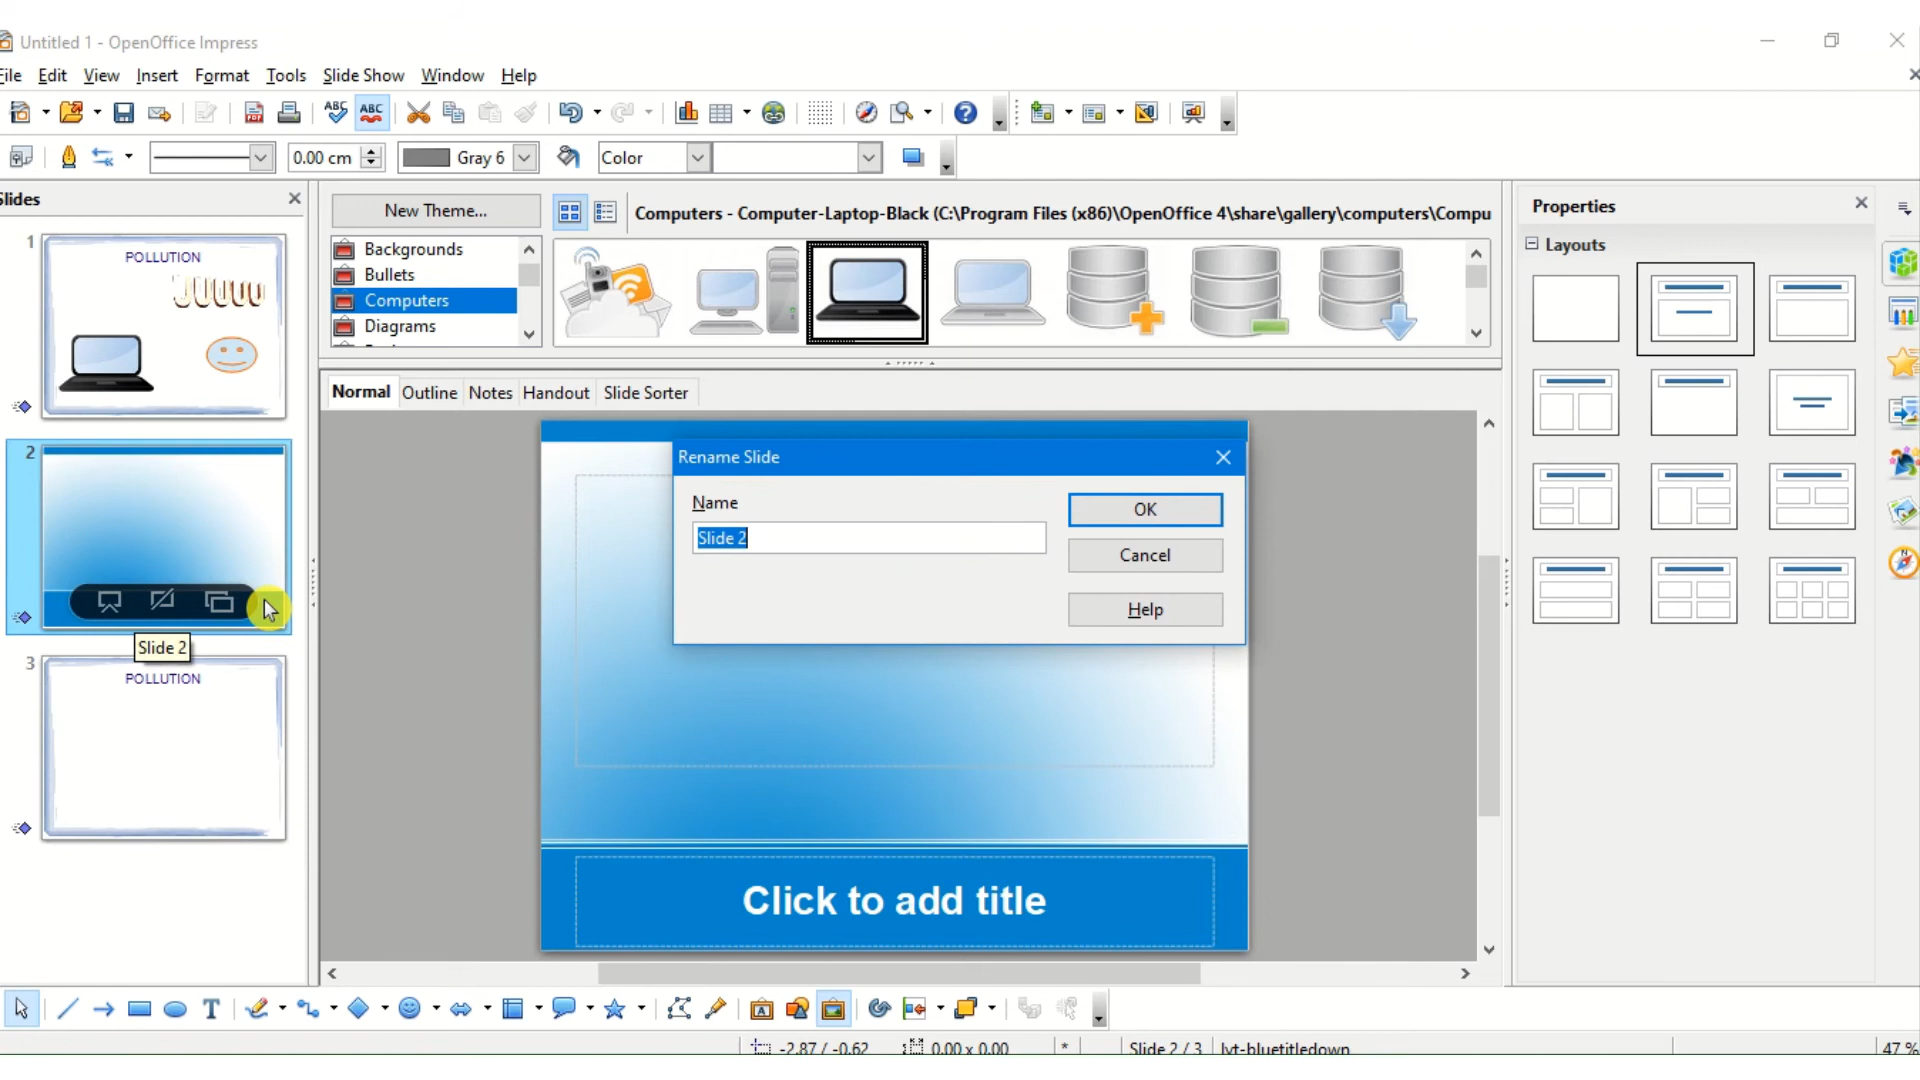 Untitled 1 - OpenOffice Impress
File Edit View Insert Format Tools Slide Show Window Help
ABC ABC
0.00 cm Gray 6 Color
Slides
New Theme... Computers - Computer-Laptop-Black (C:\Program Files (x86)\OpenOffice 4\share\gallery\computers\Compu
Properties
Layouts
Backgrounds
Bullets
Computers
Diagrams
1
POLLUTION
Normal Outline Notes Handout Slide Sorter
2
Slide 2
3
POLLUTION
Rename Slide
Name
Slide 2
OK
Cancel
Help
Click to add title
-2.87 / -0.62 0.00 x 0.00 * Slide 2 / 3 lyt-bluetitledown 47 %